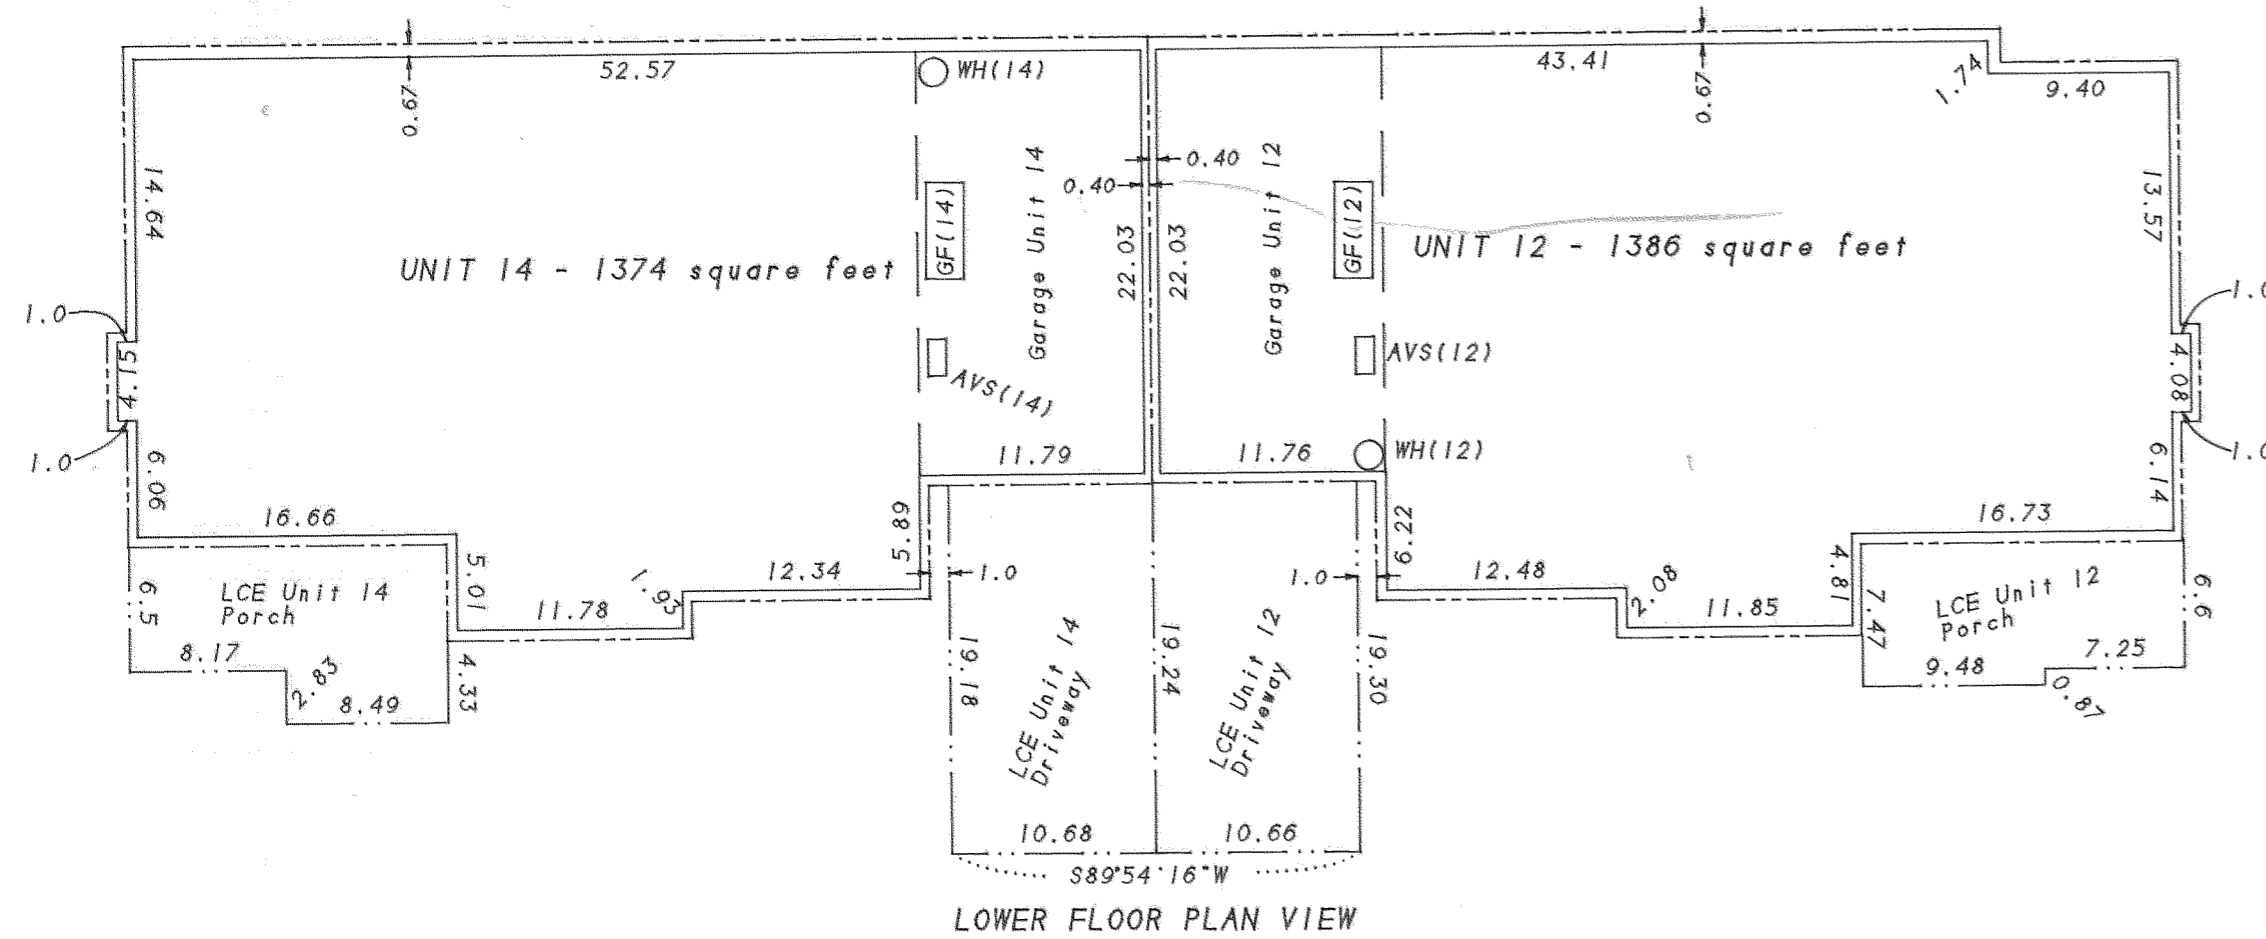 52.57
0.67
WH(14)
43.41
0.67
1.74
9.40
14.64
Garage Unit 14
0.40
0.40
Garage Unit 12
GF(14)
GF(12)
22.03
22.03
13.57
UNIT 14 - 1374 square feet
UNIT 12 - 1386 square feet
1.0
4.15
1.0
AVS(14)
AVS(12)
4.08
6.06
11.79
11.76
WH(12)
6.14
16.66
5.89
6.22
16.73
LCE Unit 14
Porch
6.5
5.01
11.78
1.93
12.34
1.0
1.0
12.48
2.08
11.85
4.81
LCE Unit 12
Porch
6.6
7.47
8.17
2.83
8.49
4.33
19.18
LCE Unit 14
Driveway
19.24
LCE Unit 12
Driveway
19.30
9.48
7.25
0.87
10.68
10.66
S89°54'16"W
LOWER FLOOR PLAN VIEW